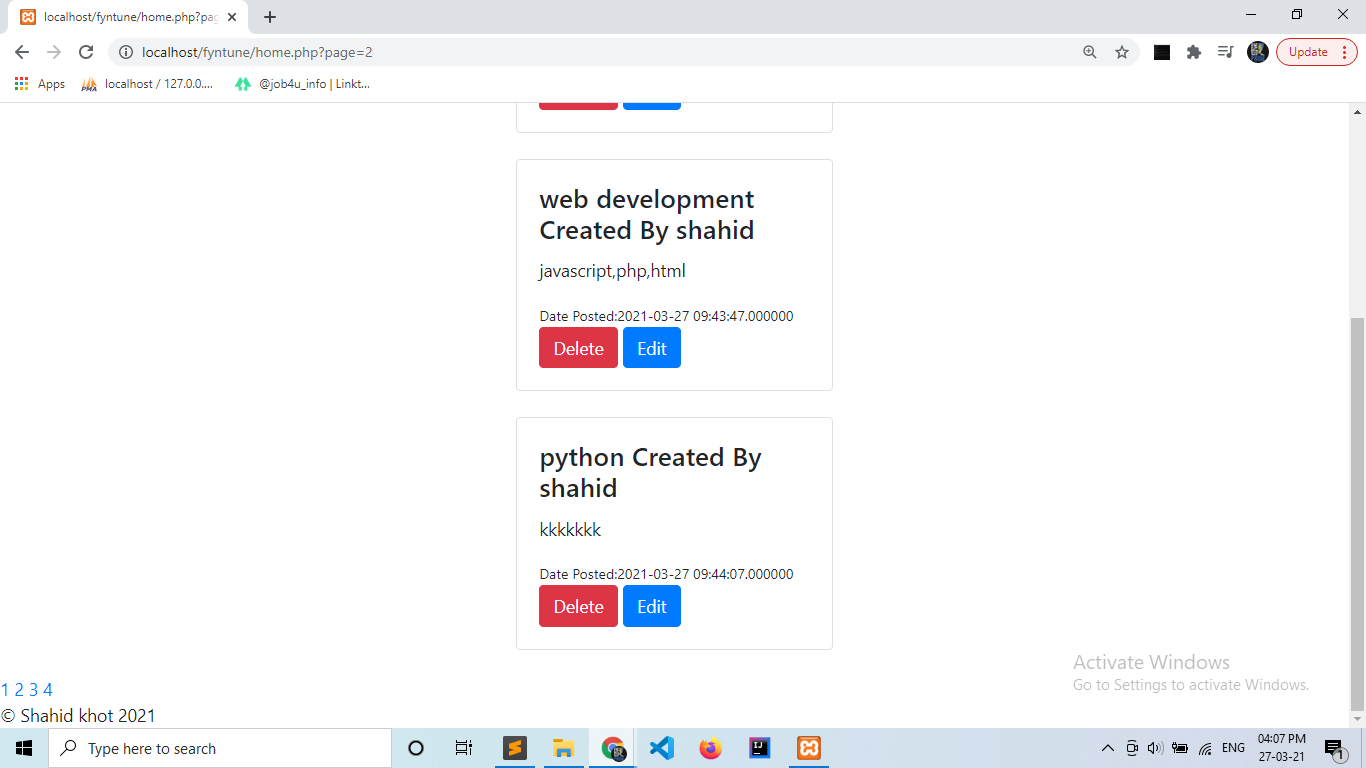 localhost/fyntune/home.php?pag
localhost/fyntune/home.php?page=2
Update
Apps
PMA
localhost / 127.0.0....
@job4u_info | Linkt...
web development
Created By shahid
javascript,php,html
Date Posted:2021-03-27 09:43:47.000000
Delete Edit
python Created By
shahid
kkkkkkk
Date Posted:2021-03-27 09:44:07.000000
Delete Edit
Activate Windows
Go to Settings to activate Windows.
1 2 3 4
© Shahid khot 2021
Type here to search
IJ
ENG
04:07 PM
27-03-21
1